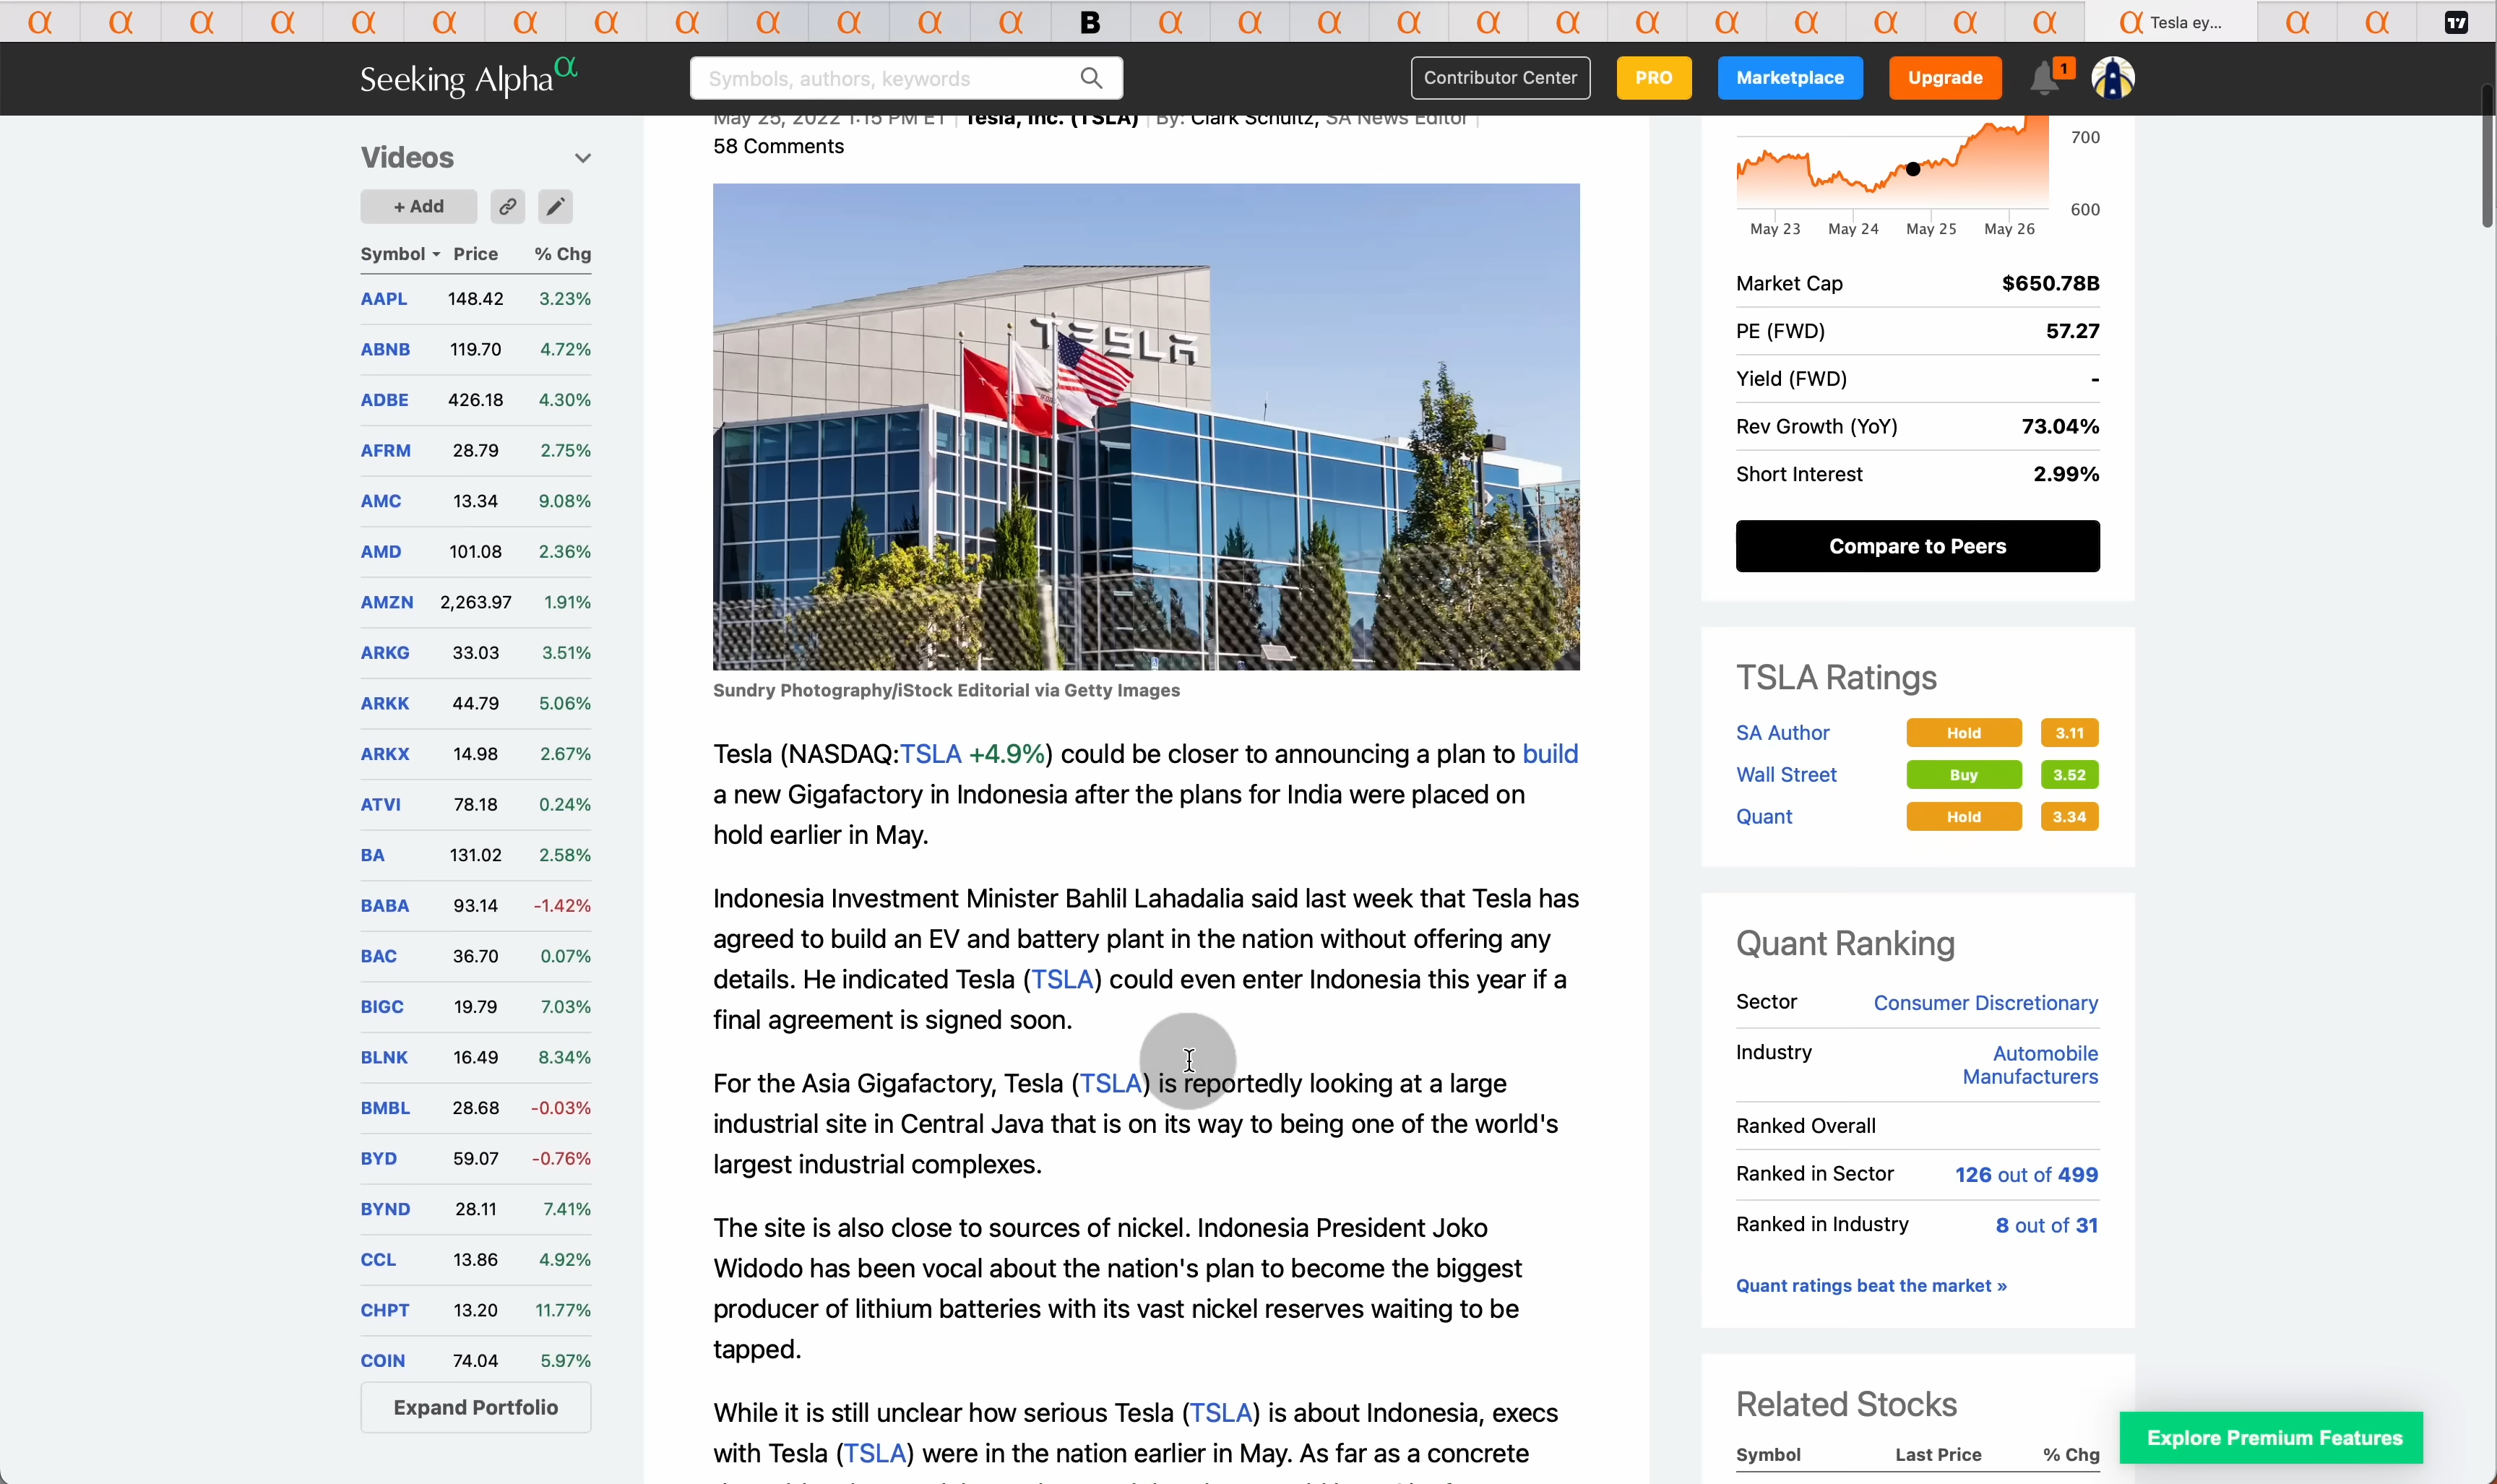 B
Tesla ey...
Seeking Alpha α
Symbols, authors, keywords
Contributor Center
PRO
Marketplace
Upgrade
1
May 25, 2022 1:15 PM ET | Tesla, Inc. (TSLA) | By: Clark Schultz, SA News Editor |
58 Comments
Videos
+ Add
Symbol Price % Chg
AAPL 148.42 3.23%
ABNB 119.70 4.72%
ADBE 426.18 4.30%
AFRM 28.79 2.75%
AMC 13.34 9.08%
AMD 101.08 2.36%
AMZN 2,263.97 1.91%
ARKG 33.03 3.51%
ARKK 44.79 5.06%
ARKX 14.98 2.67%
ATVI 78.18 0.24%
BA 131.02 2.58%
BABA 93.14 -1.42%
BAC 36.70 0.07%
BIGC 19.79 7.03%
BLNK 16.49 8.34%
BMBL 28.68 -0.03%
BYD 59.07 -0.76%
BYND 28.11 7.41%
CCL 13.86 4.92%
CHPT 13.20 11.77%
COIN 74.04 5.97%
Expand Portfolio
TESLA
Sundry Photography/iStock Editorial via Getty Images
Tesla (NASDAQ:TSLA +4.9%) could be closer to announcing a plan to build
a new Gigafactory in Indonesia after the plans for India were placed on
hold earlier in May.
Indonesia Investment Minister Bahlil Lahadalia said last week that Tesla has
agreed to build an EV and battery plant in the nation without offering any
details. He indicated Tesla (TSLA) could even enter Indonesia this year if a
final agreement is signed soon.
For the Asia Gigafactory, Tesla (TSLA) is reportedly looking at a large
industrial site in Central Java that is on its way to being one of the world's
largest industrial complexes.
The site is also close to sources of nickel. Indonesia President Joko
Widodo has been vocal about the nation's plan to become the biggest
producer of lithium batteries with its vast nickel reserves waiting to be
tapped.
While it is still unclear how serious Tesla (TSLA) is about Indonesia, execs
with Tesla (TSLA) were in the nation earlier in May. As far as a concrete
700
600
May 23 May 24 May 25 May 26
Market Cap $650.78B
PE (FWD) 57.27
Yield (FWD) -
Rev Growth (YoY) 73.04%
Short Interest 2.99%
Compare to Peers
TSLA Ratings
SA Author Hold 3.11
Wall Street Buy 3.52
Quant Hold 3.34
Quant Ranking
Sector Consumer Discretionary
Industry Automobile
Manufacturers
Ranked Overall
Ranked in Sector 126 out of 499
Ranked in Industry 8 out of 31
Quant ratings beat the market »
Related Stocks
Symbol Last Price % Chg
Explore Premium Features